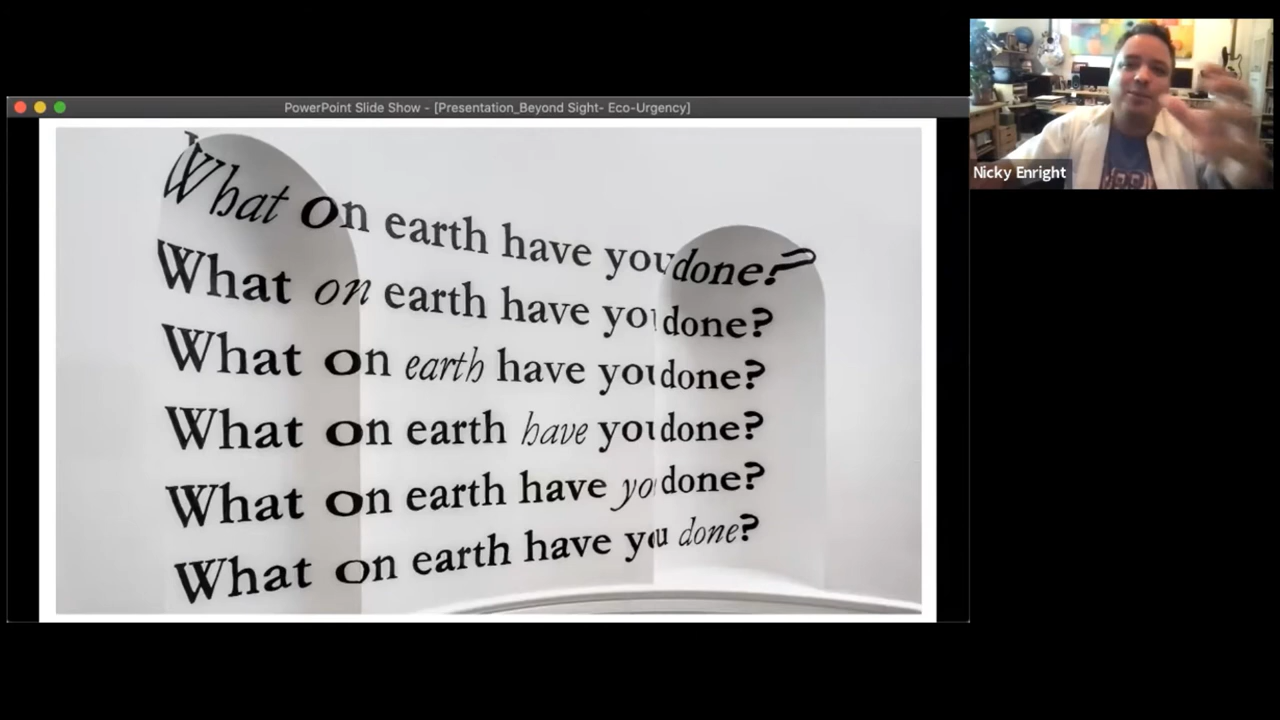 PowerPoint Slide Show - [Presentation_Beyond Sight- Eco-Urgency]
What on earth have you done?
What on earth have you done?
What on earth have you done?
What on earth have you done?
What on earth have you done?
What on earth have you done?
Nicky Enright